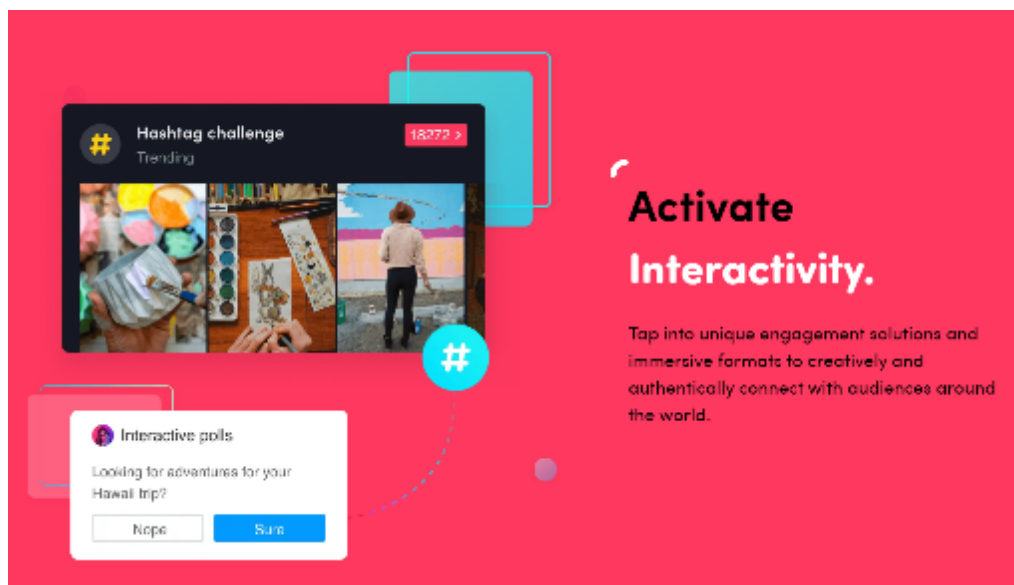 #
Hashtag challenge
18272 >
Trending
#
Interactive polls
Looking for adventures for your
Hawaii trip?
Nope
Sure
Activate
Interactivity.
Tap into unique engagement solutions and
immersive formats to creatively and
authentically connect with audiences around
the world.